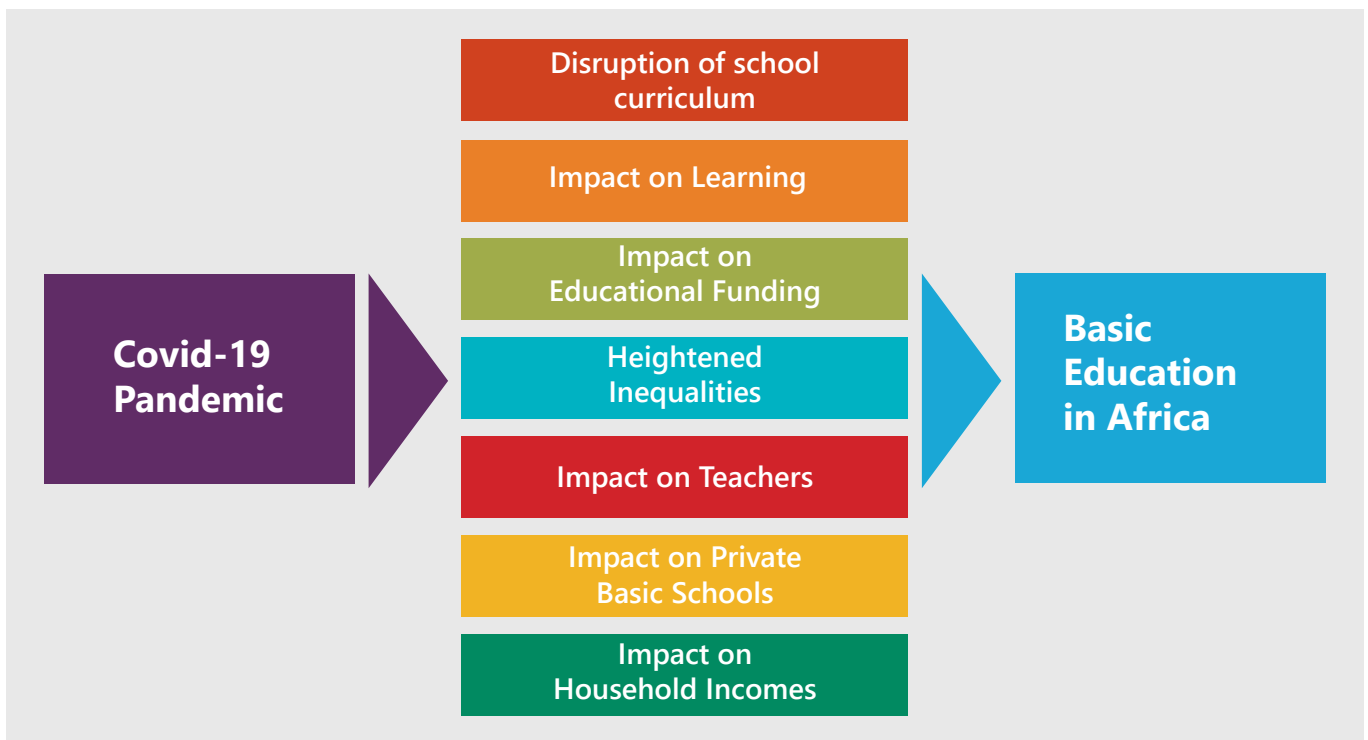 Covid-19
Pandemic
Disruption of school
curriculum
Impact on Learning
Impact on
Educational Funding
Heightened
Inequalities
Impact on Teachers
Impact on Private
Basic Schools
Impact on
Household Incomes
Basic
Education
in Africa